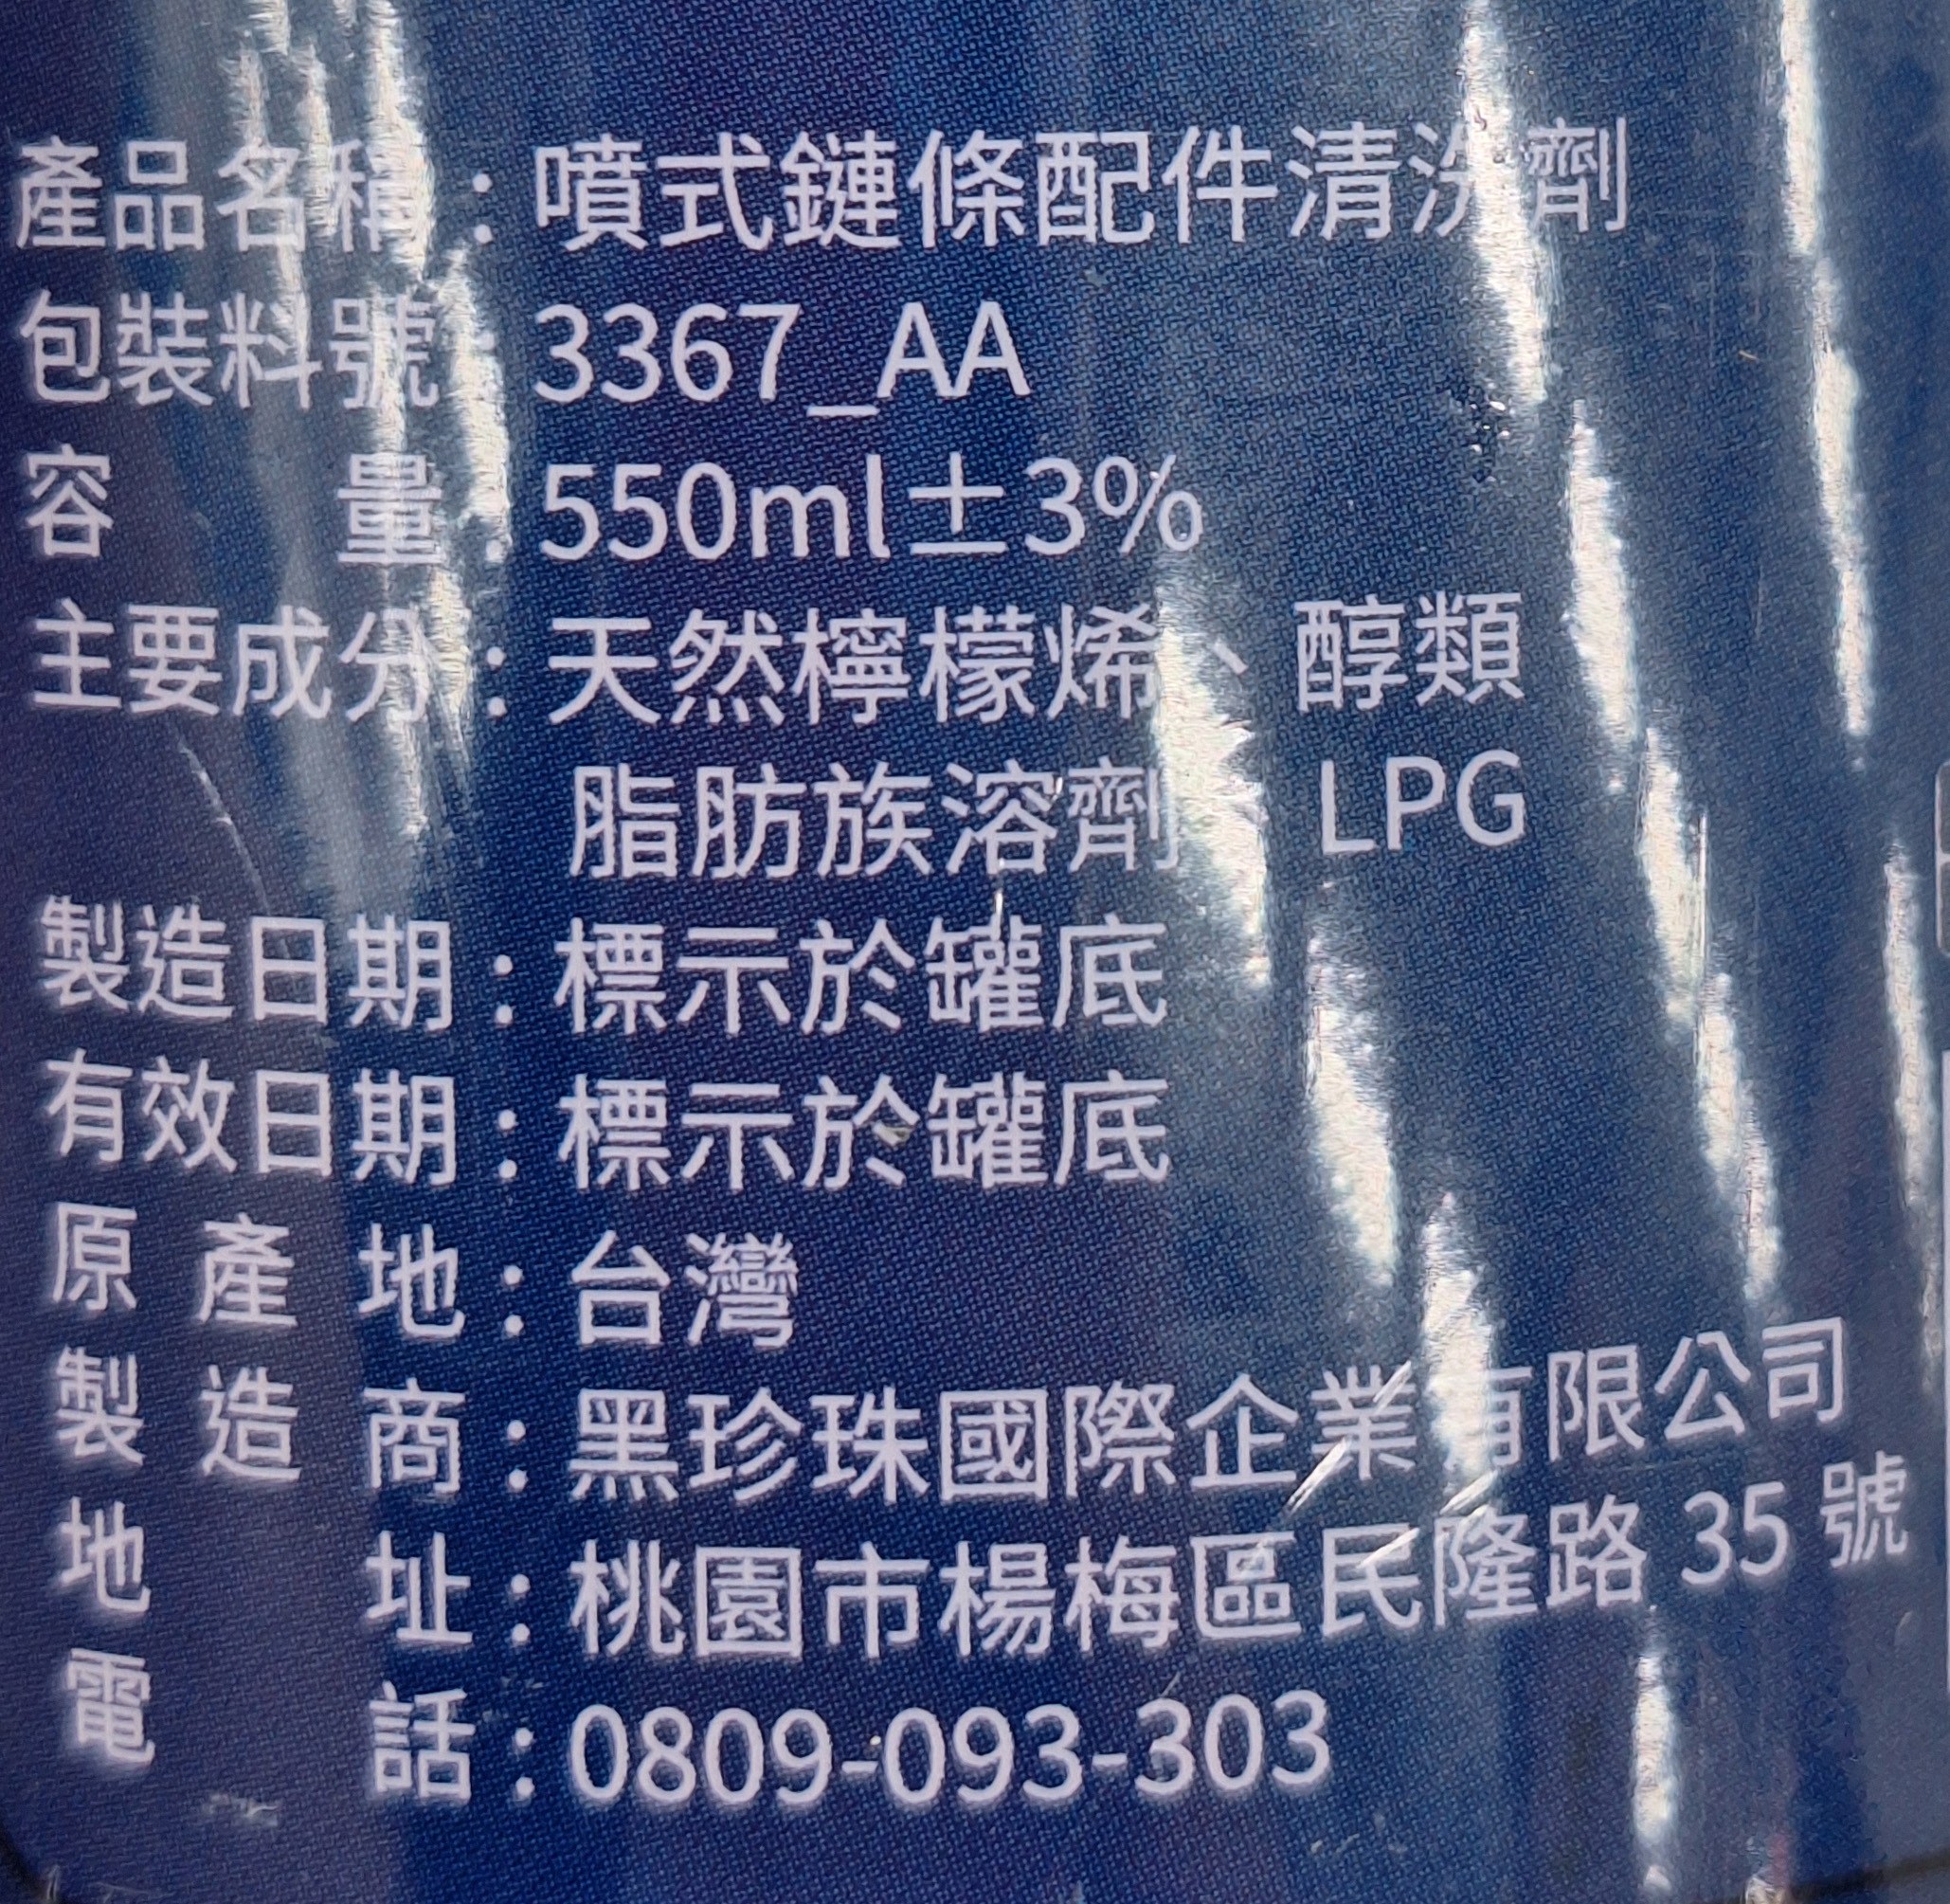 產品名稱：噴式鏈條配件清洗劑
包裝料號：3367_AA
容量：550ml±3%
主要成分：天然檸檬烯、醇類
脂肪族溶劑、LPG
製造日期：標示於罐底
有效日期：標示於罐底
原產地：台灣
製造商：黑珍珠國際企業有限公司
地址：桃園市楊梅區民隆路 35 號
電話：0809-093-303